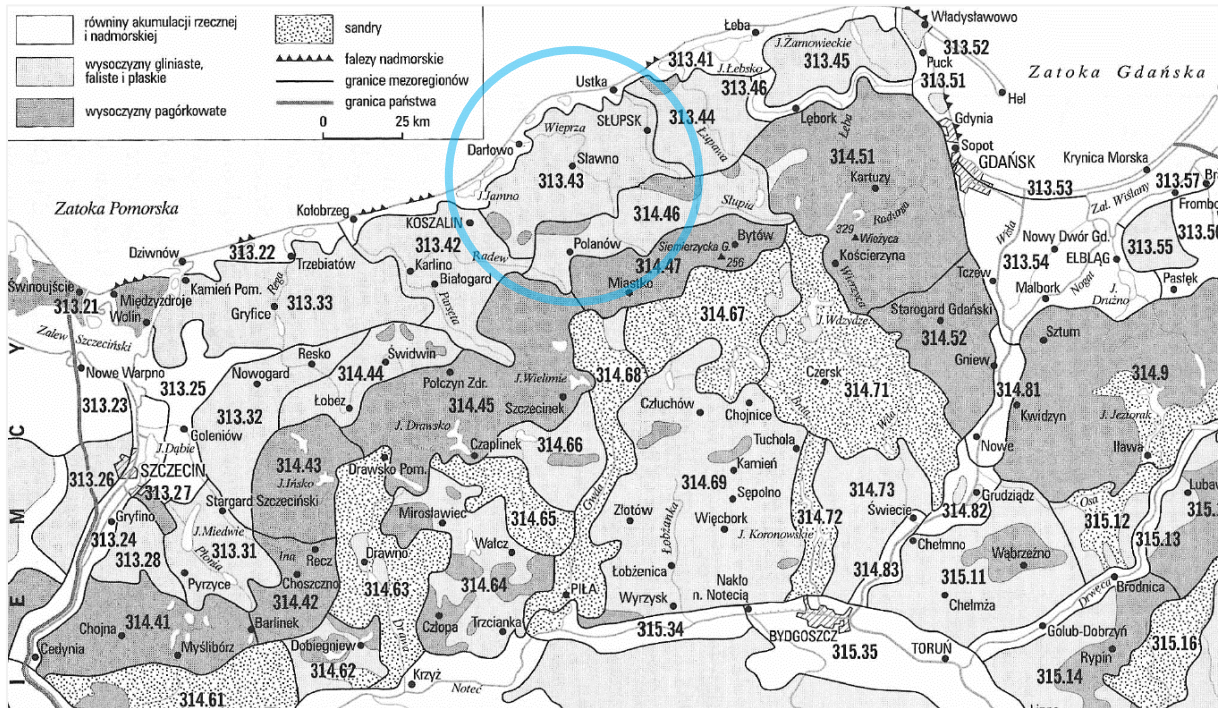 równiny akumulacji rzecznej
i nadmorskiej
wysoczyzny gliniaste,
faliste i płaskie
wysoczyzny pagórkowate
sandry
falezy nadmorskie
granice mezoregionów
granica państwa
0 25 km
Łeba
Władysławowo
J.Żarnowieckie
313.52
313.41
313.45
Puck
J.Łebsko
313.51
Zatoka Gdańska
Ustka
313.46
Hel
SŁUPSK
313.44
Lębork
Łeba
Gdynia
Wieprza
Łupawa
Darłowo
Sopot
Sławno
314.51
GDAŃSK
Krynica Morska
313.43
Kartuzy
313.53
313.57
J.Jamno
Słupia
Zal. Wiślany
Zatoka Pomorska
Kołobrzeg
314.46
Radunia
KOSZALIN
329
Wieżyca
Wisła
313.42
Bytów
Nowy Dwór Gd.
313.55
Dziwnów
313.22
Siemierzycka G.
256
Polanów
Radew
Kościerzyna
ELBLĄG
Trzebiatów
Karlino
314.47
313.54
Białogard
Tczew
Nogat
Pasłęk
Świnoujście
Kamień Pom.
Rega
Miastko
Wierzyca
Malbork
J.
Drużno
313.21
Międzyzdroje
Wolin
313.33
Parsęta
Gryfice
Starogard Gdański
314.67
J.Wdzydze
314.52
Sztum
Zalew
Szczeciński
Resko
Świdwin
Gniew
Nowe Warpno
Nowogard
314.44
Połczyn Zdr.
J.Wielimie
314.68
Czersk
314.71
314.81
314.9
313.25
Łobez
314.45
Szczecinek
Człuchów
Chojnice
Wda
Kwidzyn
J. Jeziorak
313.23
313.32
Goleniów
J. Drawsko
314.66
Tuchola
Nowe
Iława
J.Dąbie
Czaplinek
SZCZECIN
314.43
J.Ińsko
Drawsko Pom.
Gwda
Kamień
313.26
313.27
Stargard Szczeciński
314.69
Sępolno
314.73
Grudziądz
Mirosławiec
Złotów
314.72
Świecie
314.82
Osa
Gryfino
J.Miedwie
314.65
Więcbork
J. Koronowskie
315.12
313.24
313.31
Ina
Drawno
Wałcz
Łobżanka
Chełmno
315.13
313.28
Płonia
Recz
Wąbrzeźno
Pyrzyce
Choszczno
314.63
314.64
Łobżenica
314.83
315.11
Brodnica
314.42
PIŁA
Nakło
n. Notecią
Chełmża
Drwęca
314.41
Człopa
Wyrzysk
Chojna
Barlinek
Trzcianka
315.34
BYDGOSZCZ
Golub-Dobrzyń
315.16
Cedynia
Myślibórz
Dobiegniew
315.35
TORUŃ
Rypin
314.62
315.14
Krzyż
Noteć
314.61